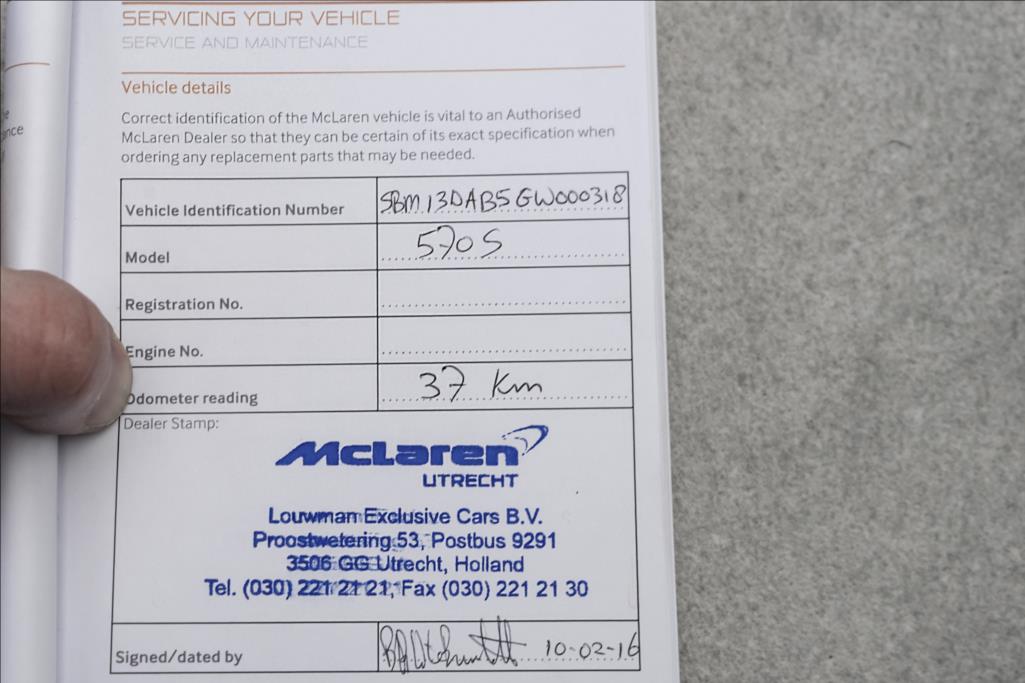 SERVICING YOUR VEHICLE
SERVICE AND MAINTENANCE
Vehicle details
Correct identification of the McLaren vehicle is vital to an Authorised
McLaren Dealer so that they can be certain of its exact specification when
ordering any replacement parts that may be needed.
Vehicle Identification Number SBM13DAB5GW000318
Model 570S
Registration No.
Engine No.
Odometer reading 37 Km
Dealer Stamp:
McLaren
UTRECHT
Louwman Exclusive Cars B.V.
Proostwetering 53, Postbus 9291
3506 GG Utrecht, Holland
Tel. (030) 221 21 21, Fax (030) 221 21 30
Signed/dated by 10-02-16